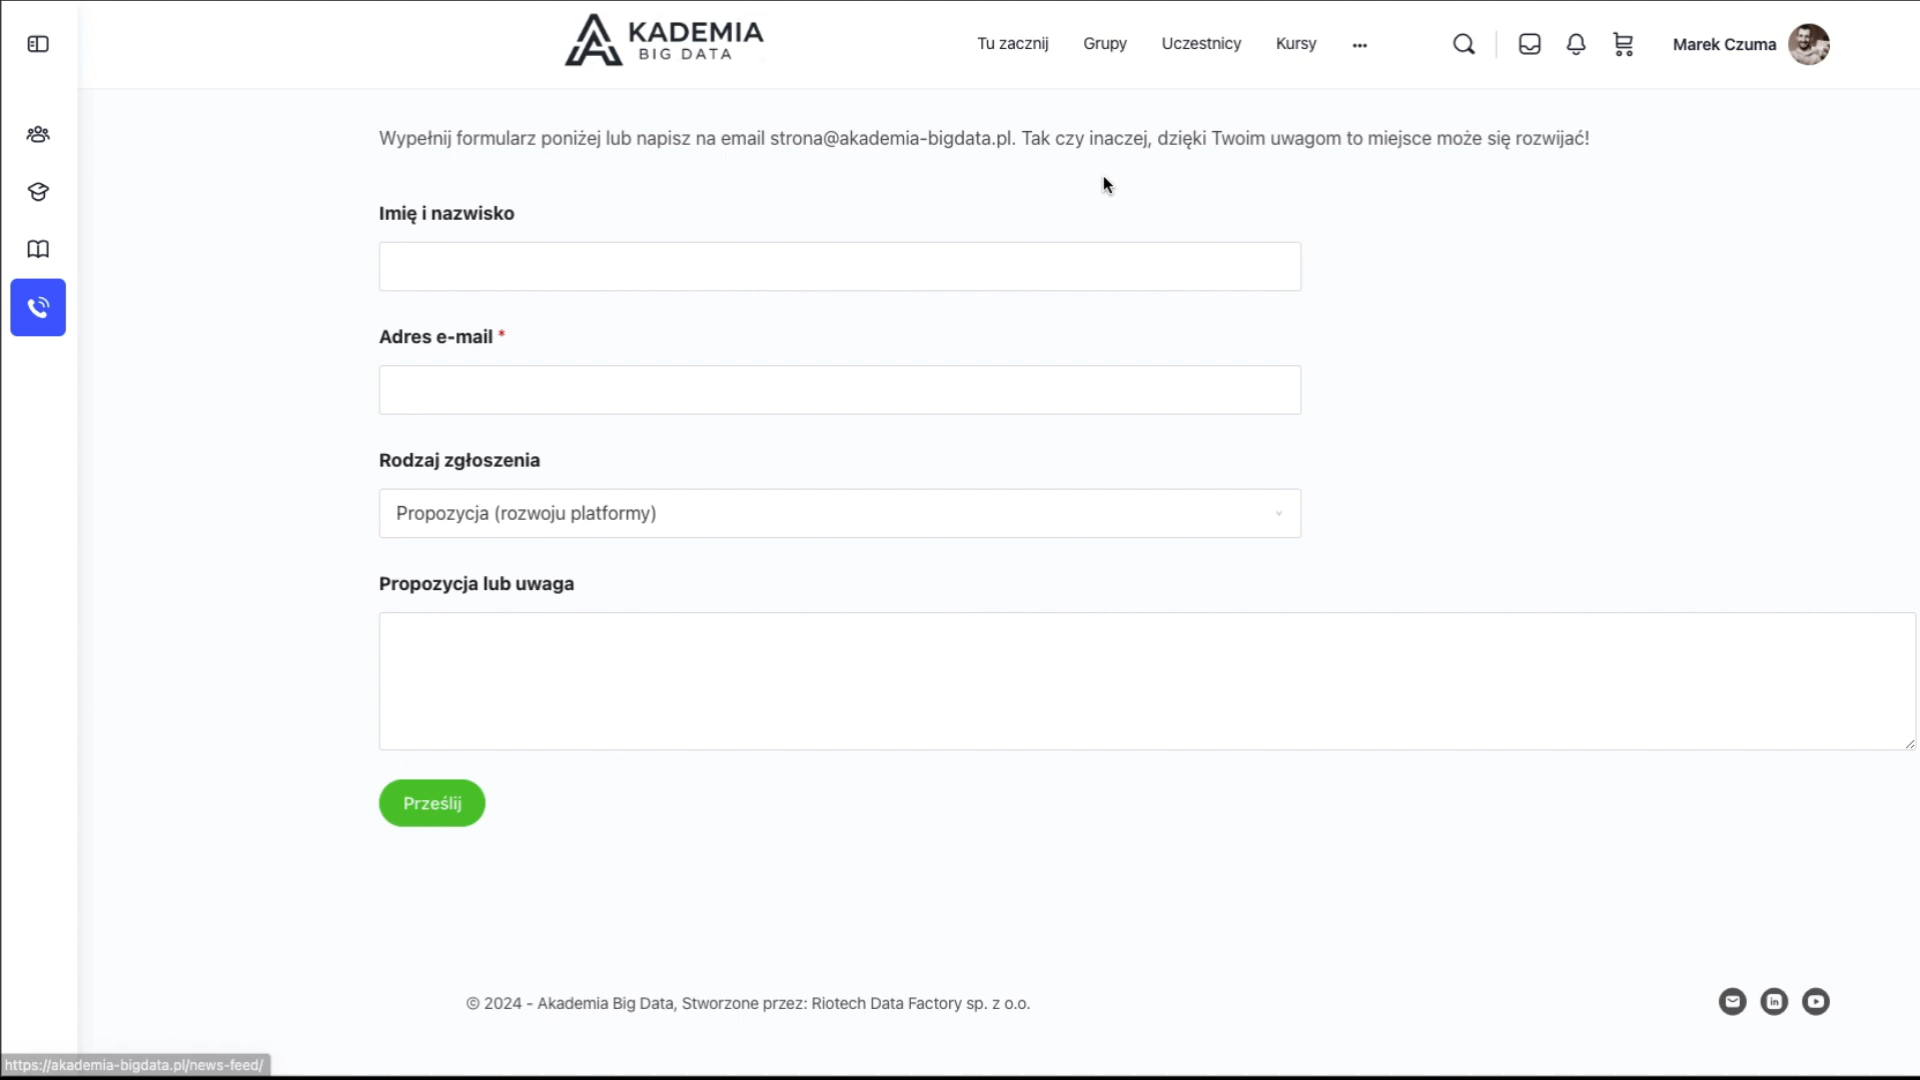 KADEMIA
BIG DATA
Tu zacznij
Grupy
Uczestnicy
Kursy
Marek Czuma
Wypełnij formularz poniżej lub napisz na email strona@akademia-bigdata.pl. Tak czy inaczej, dzięki Twoim uwagom to miejsce może się rozwijać!
Imię i nazwisko
Adres e-mail *
Rodzaj zgłoszenia
Propozycja (rozwoju platformy)
Propozycja lub uwaga
Prześlij
© 2024 - Akademia Big Data, Stworzone przez: Riotech Data Factory sp. z o.o.
https://akademia-bigdata.pl/news-feed/